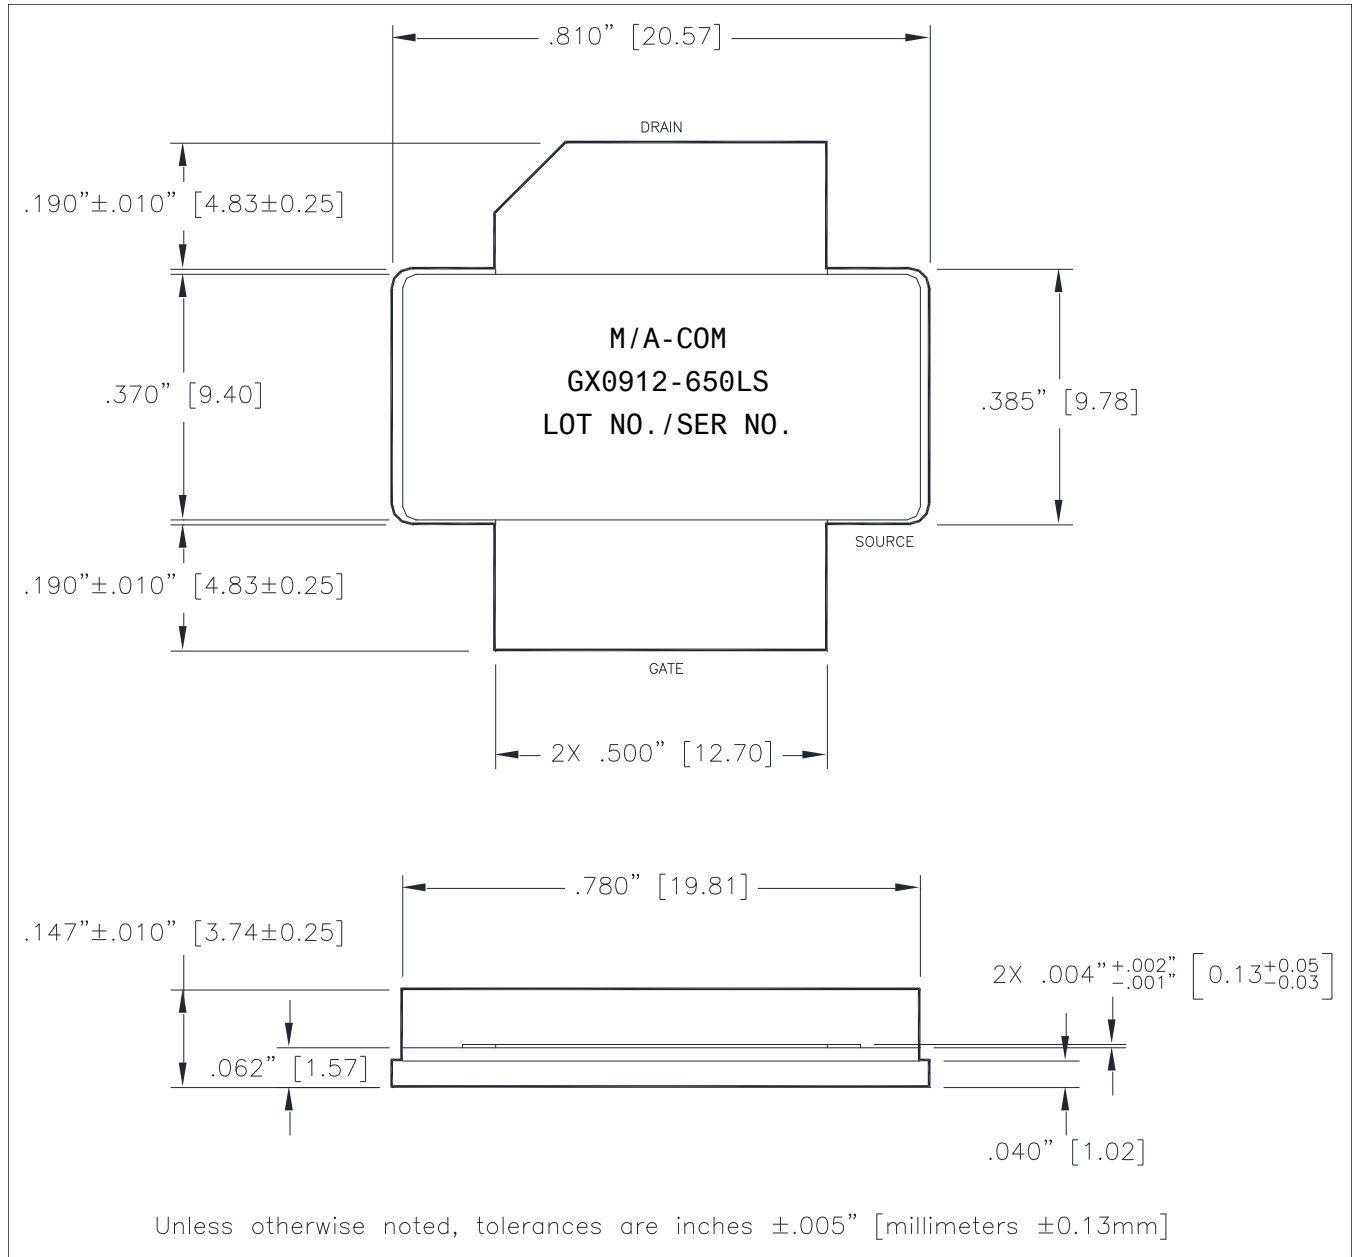 .810” [20.57]
DRAIN
.190”±.010” [4.83±0.25]
M/A-COM
GX0912-650LS
LOT NO./SER NO.
.370” [9.40]
.385” [9.78]
SOURCE
.190”±.010” [4.83±0.25]
GATE
2X .500” [12.70]
.780” [19.81]
.147”±.010” [3.74±0.25]
2X .004” +.002” -.001” [0.13 +0.05 -0.03]
.062” [1.57]
.040” [1.02]
Unless otherwise noted, tolerances are inches ±.005” [millimeters ±0.13mm]